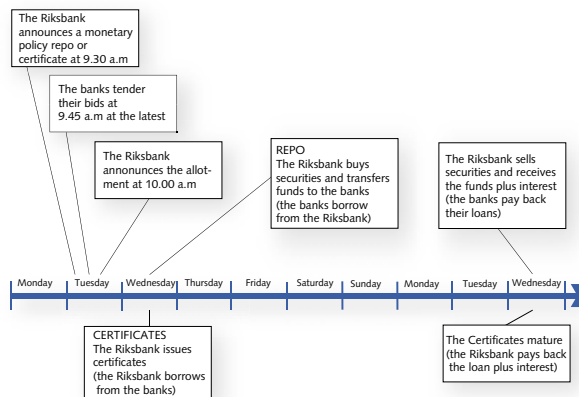 The Riksbank
announces a monetary
policy repo or
certificate at 9.30 a.m
The banks tender
their bids at
9.45 a.m at the latest
The Riksbank
annonunces the allot-
ment at 10.00 a.m
REPO
The Riksbank buys
securities and transfers
funds to the banks
(the banks borrow
from the Riksbank)
The Riksbank sells
securities and receives
the funds plus interest
(the banks pay back
their loans)
Monday Tuesday Wednesday Thursday Friday Saturday Sunday Monday Tuesday Wednesday
CERTIFICATES
The Riksbank issues
certificates
(the Riksbank borrows
from the banks)
The Certificates mature
(the Riksbank pays back
the loan plus interest)